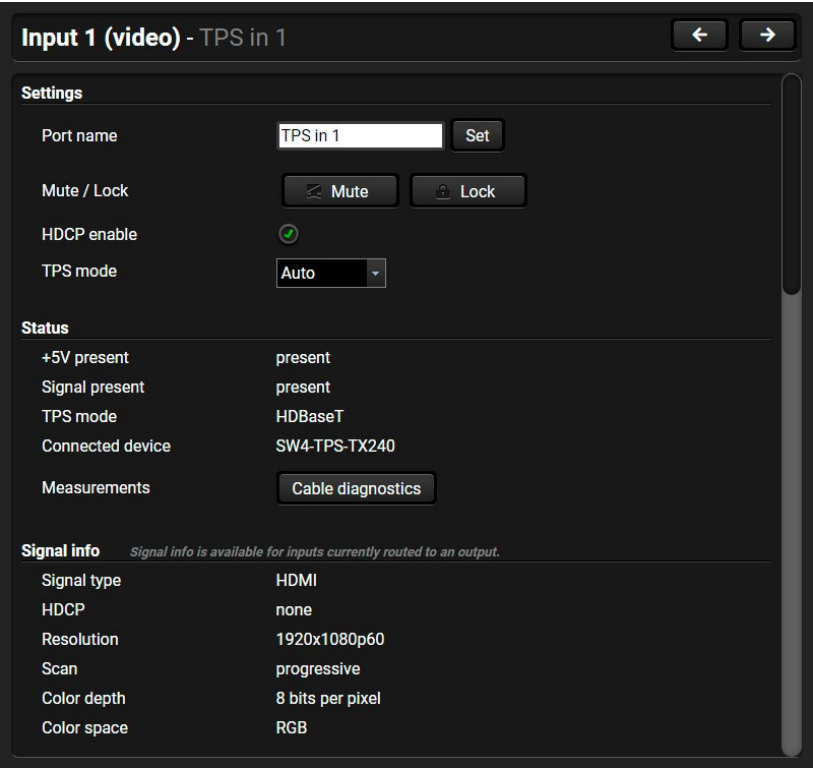 Input 1 (video) - TPS in 1
Settings
Port name TPS in 1 Set
Mute / Lock Mute Lock
HDCP enable
TPS mode Auto
Status
+5V present present
Signal present present
TPS mode HDBaseT
Connected device SW4-TPS-TX240
Measurements Cable diagnostics
Signal info Signal info is available for inputs currently routed to an output.
Signal type HDMI
HDCP none
Resolution 1920x1080p60
Scan progressive
Color depth 8 bits per pixel
Color space RGB